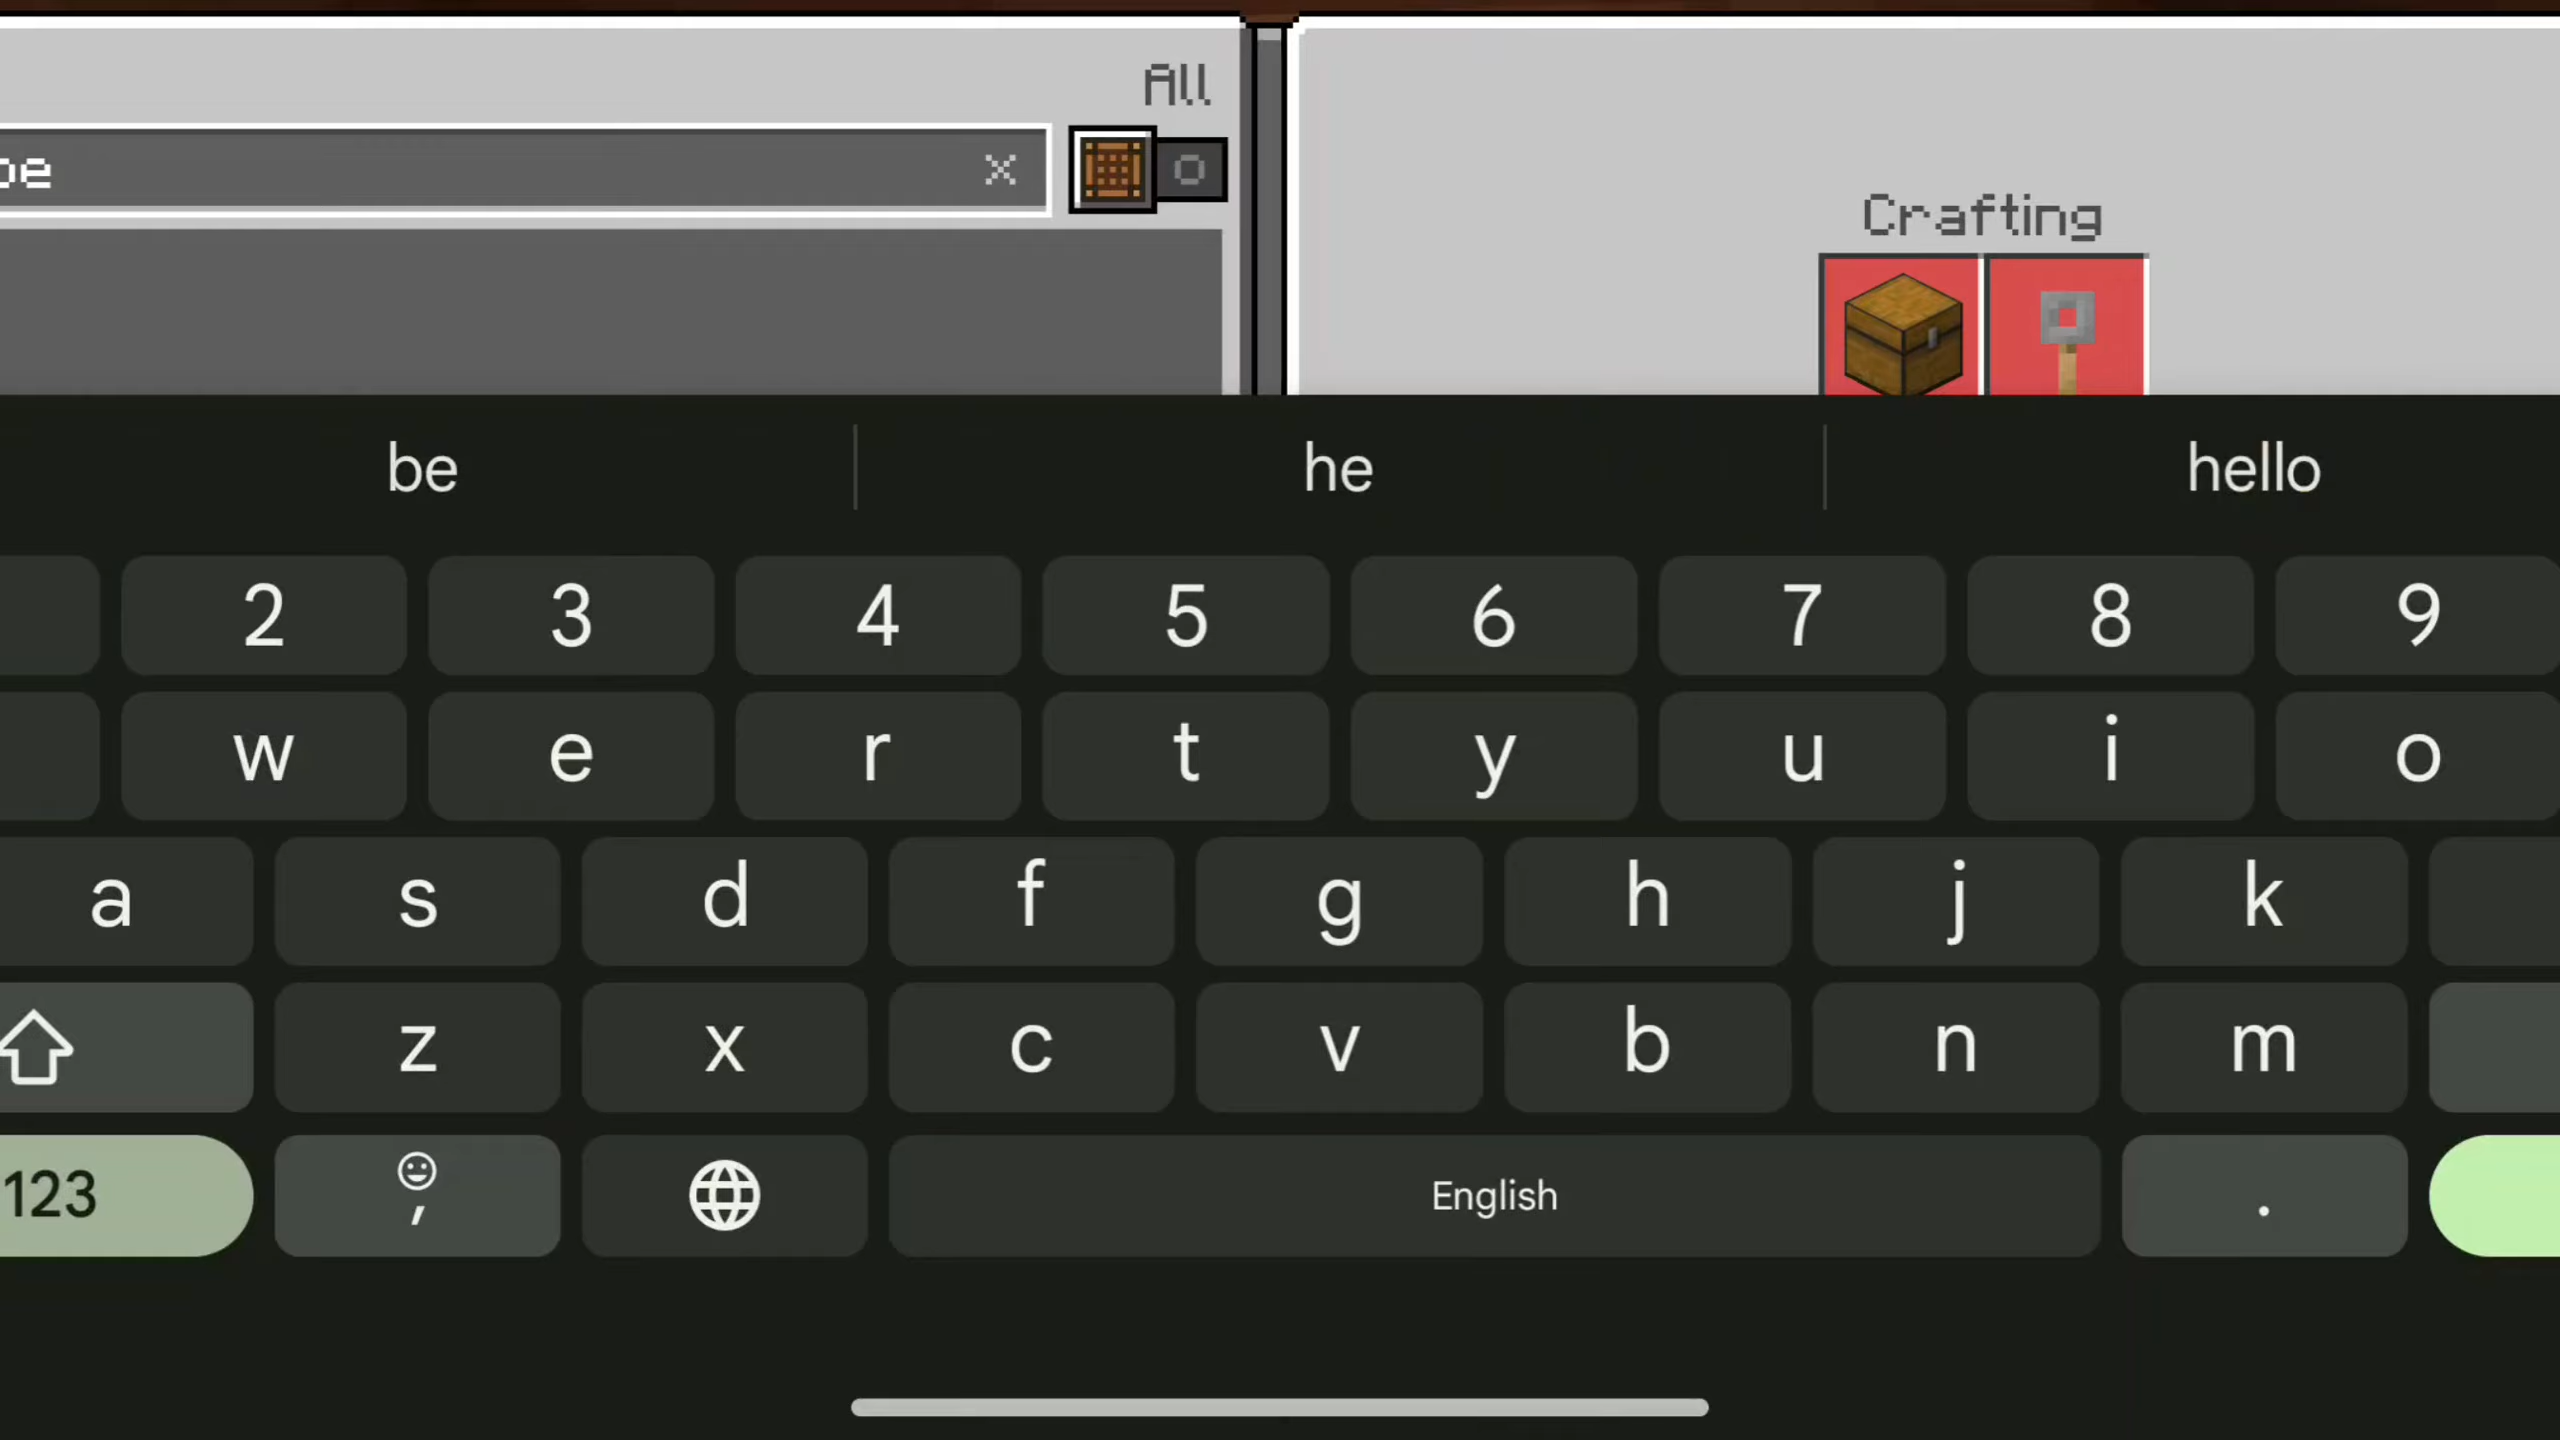 All
be
Crafting
be he hello
2 3 4 5 6 7 8 9
w e r t y u i o
a s d f g h j k
z x c v b n m
123 , English .